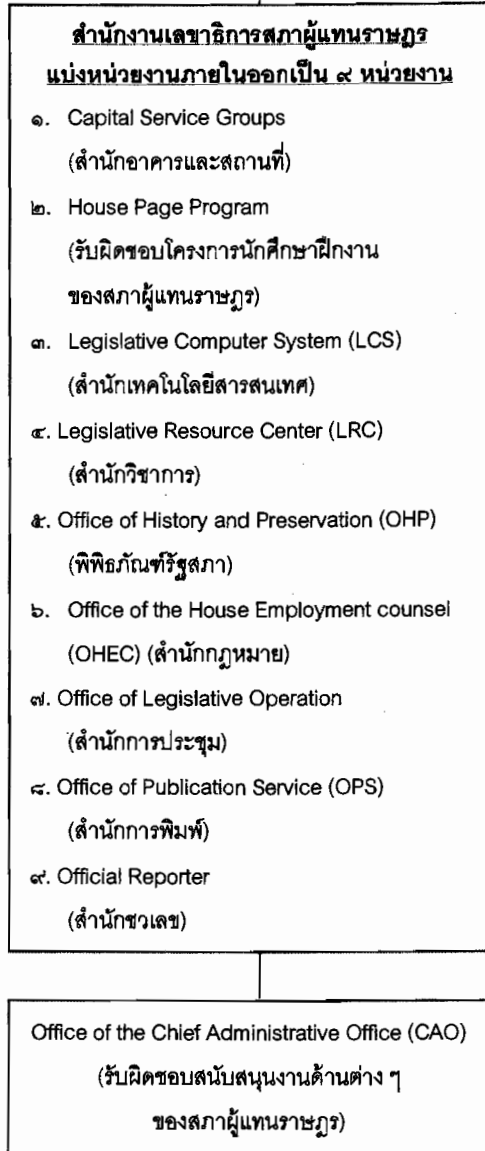 สำนักงานเลขาธิการสภาผู้แทนราษฎร
แบ่งหน่วยงานภายในออกเป็น ๙ หน่วยงาน
๑. Capital Service Groups
(สำนักอาคารและสถานที่)
๒. House Page Program
(รับผิดชอบโครงการนักศึกษาฝึกงาน
ของสภาผู้แทนราษฎร)
๓. Legislative Computer System (LCS)
(สำนักเทคโนโลยีสารสนเทศ)
๔. Legislative Resource Center (LRC)
(สำนักวิชาการ)
๕. Office of History and Preservation (OHP)
(พิพิธภัณฑ์รัฐสภา)
๖. Office of the House Employment counsel
(OHEC) (สำนักกฎหมาย)
๗. Office of Legislative Operation
(สำนักการประชุม)
๘. Office of Publication Service (OPS)
(สำนักการพิมพ์)
๙. Official Reporter
(สำนักชวเลข)
Office of the Chief Administrative Office (CAO)
(รับผิดชอบสนับสนุนงานด้านต่าง ๆ
ของสภาผู้แทนราษฎร)